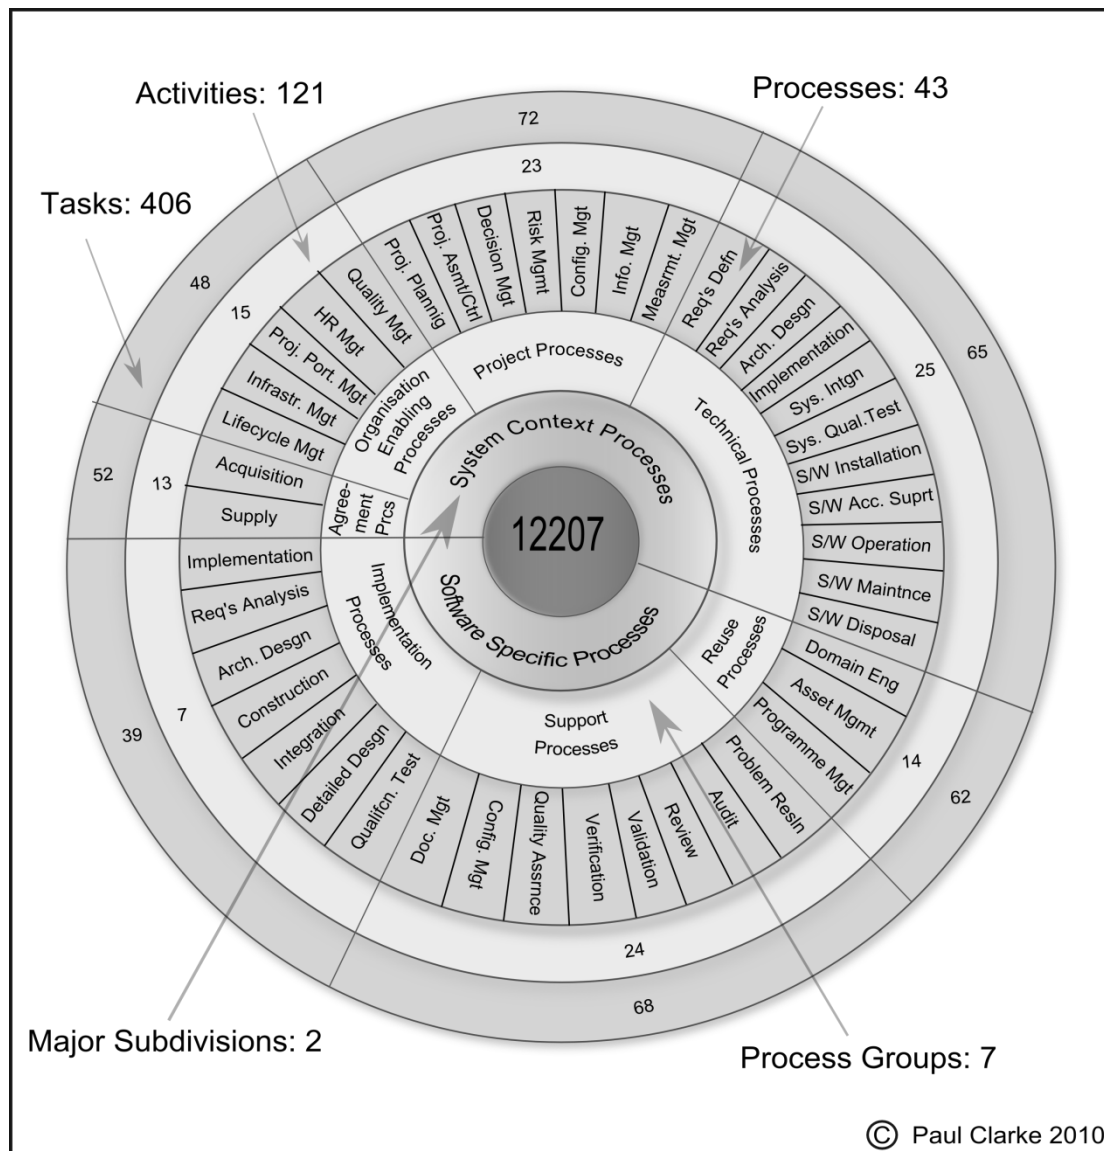 Activities: 121
Processes: 43
Tasks: 406
72
23
48
15
65
25
52
13
39
7
14
62
24
68
Proj. Plannig
Proj. Asmt/Ctrl
Decision Mgt
Risk Mgmt
Config. Mgt
Info. Mgt
Measrmt. Mgt
Req's Defn
Req's Analysis
Arch. Desgn
Implementation
Sys. Intgn
Sys. Qual.Test
S/W Installation
S/W Acc. Suprt
S/W Operation
S/W Maintnce
S/W Disposal
Domain Eng
Asset Mgmt
Programme Mgt
Problem Resln
Audit
Review
Validation
Verification
Quality Assrnce
Config. Mgt
Doc. Mgt
Qualifcn. Test
Detailed Desgn
Integration
Construction
Arch. Desgn
Req's Analysis
Implementation
Supply
Acquisition
Lifecycle Mgt
Infrastr. Mgt
Proj. Port. Mgt
HR Mgt
Quality Mgt
Project Processes
Technical Processes
Reuse
Processes
Support
Processes
Implementation
Processes
Agree-
ment
Prcs
Organisation
Enabling
Processes
System Context Processes
12207
Software Specific Processes
Major Subdivisions: 2
Process Groups: 7
© Paul Clarke 2010